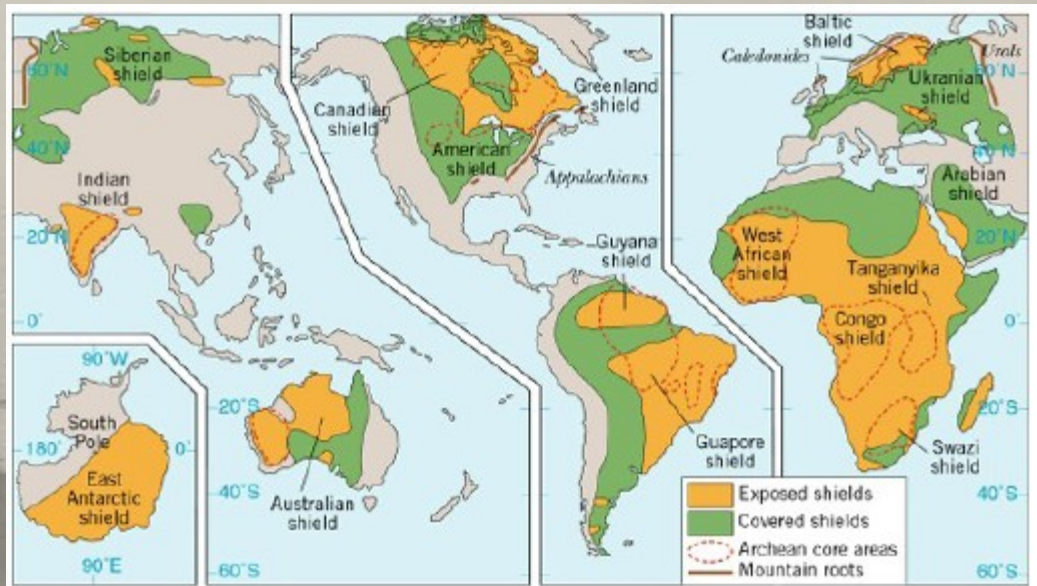 Siberian
shield
60°N
40°N
Indian
shield
20°N
0°
90°W
South
Pole
180°
0°
East
Antarctic
shield
90°E
20°S
40°S
60°S
Australian
shield
Canadian
shield
Greenland
shield
American
shield
Appalachians
Guyana
shield
Guapore
shield
Baltic
shield
Caledonides
Urals
60°N
Ukranian
shield
40°N
Arabian
shield
20°N
West
African
shield
Tanganyika
shield
Congo
shield
0°
20°S
Swazi
shield
40°S
60°S
Exposed shields
Covered shields
Archean core areas
Mountain roots